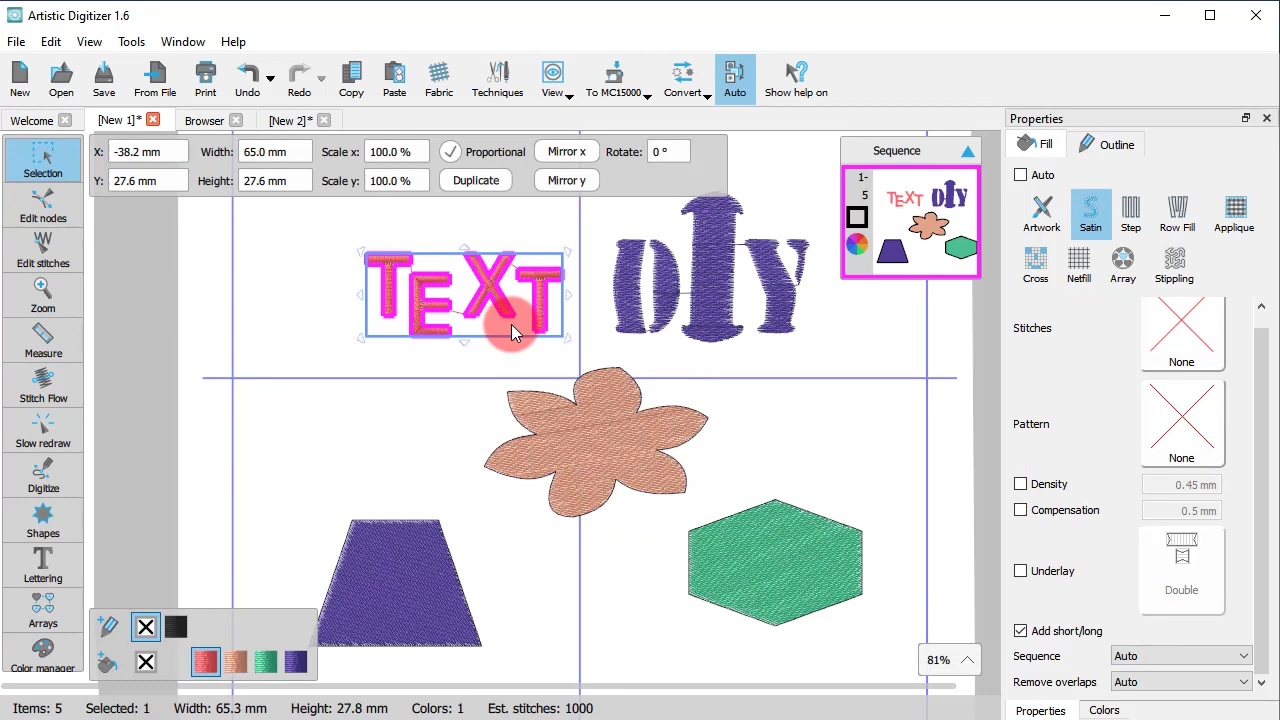 Artistic Digitizer 1.6
File Edit View Tools Window Help
New Open Save From File Print Undo Redo Copy Paste Fabric Techniques View To MC15000 Convert Auto Show help on
Welcome [New 1]* Browser [New 2]*
Properties
X: -38.2 mm Width: 65.0 mm Scale x: 100.0 % Proportional Mirror x Rotate: 0 °
Y: 27.6 mm Height: 27.6 mm Scale y: 100.0 % Duplicate Mirror y
Sequence
1-
5
TEXT DIY
Fill Outline
Auto
Artwork Satin Step Row Fill Applique
Cross Netfill Array Stippling
Stitches
None
Pattern
None
Density 0.45 mm
Compensation 0.5 mm
Underlay
Double
Add short/long
Sequence Auto
Remove overlaps Auto
Properties Colors
Selection
Edit nodes
Edit stitches
Zoom
Measure
Stitch Flow
Slow redraw
Digitize
Shapes
Lettering
Arrays
Color manager
TEXT DIY
61%
Items: 5 Selected: 1 Width: 65.3 mm Height: 27.8 mm Colors: 1 Est. stitches: 1000